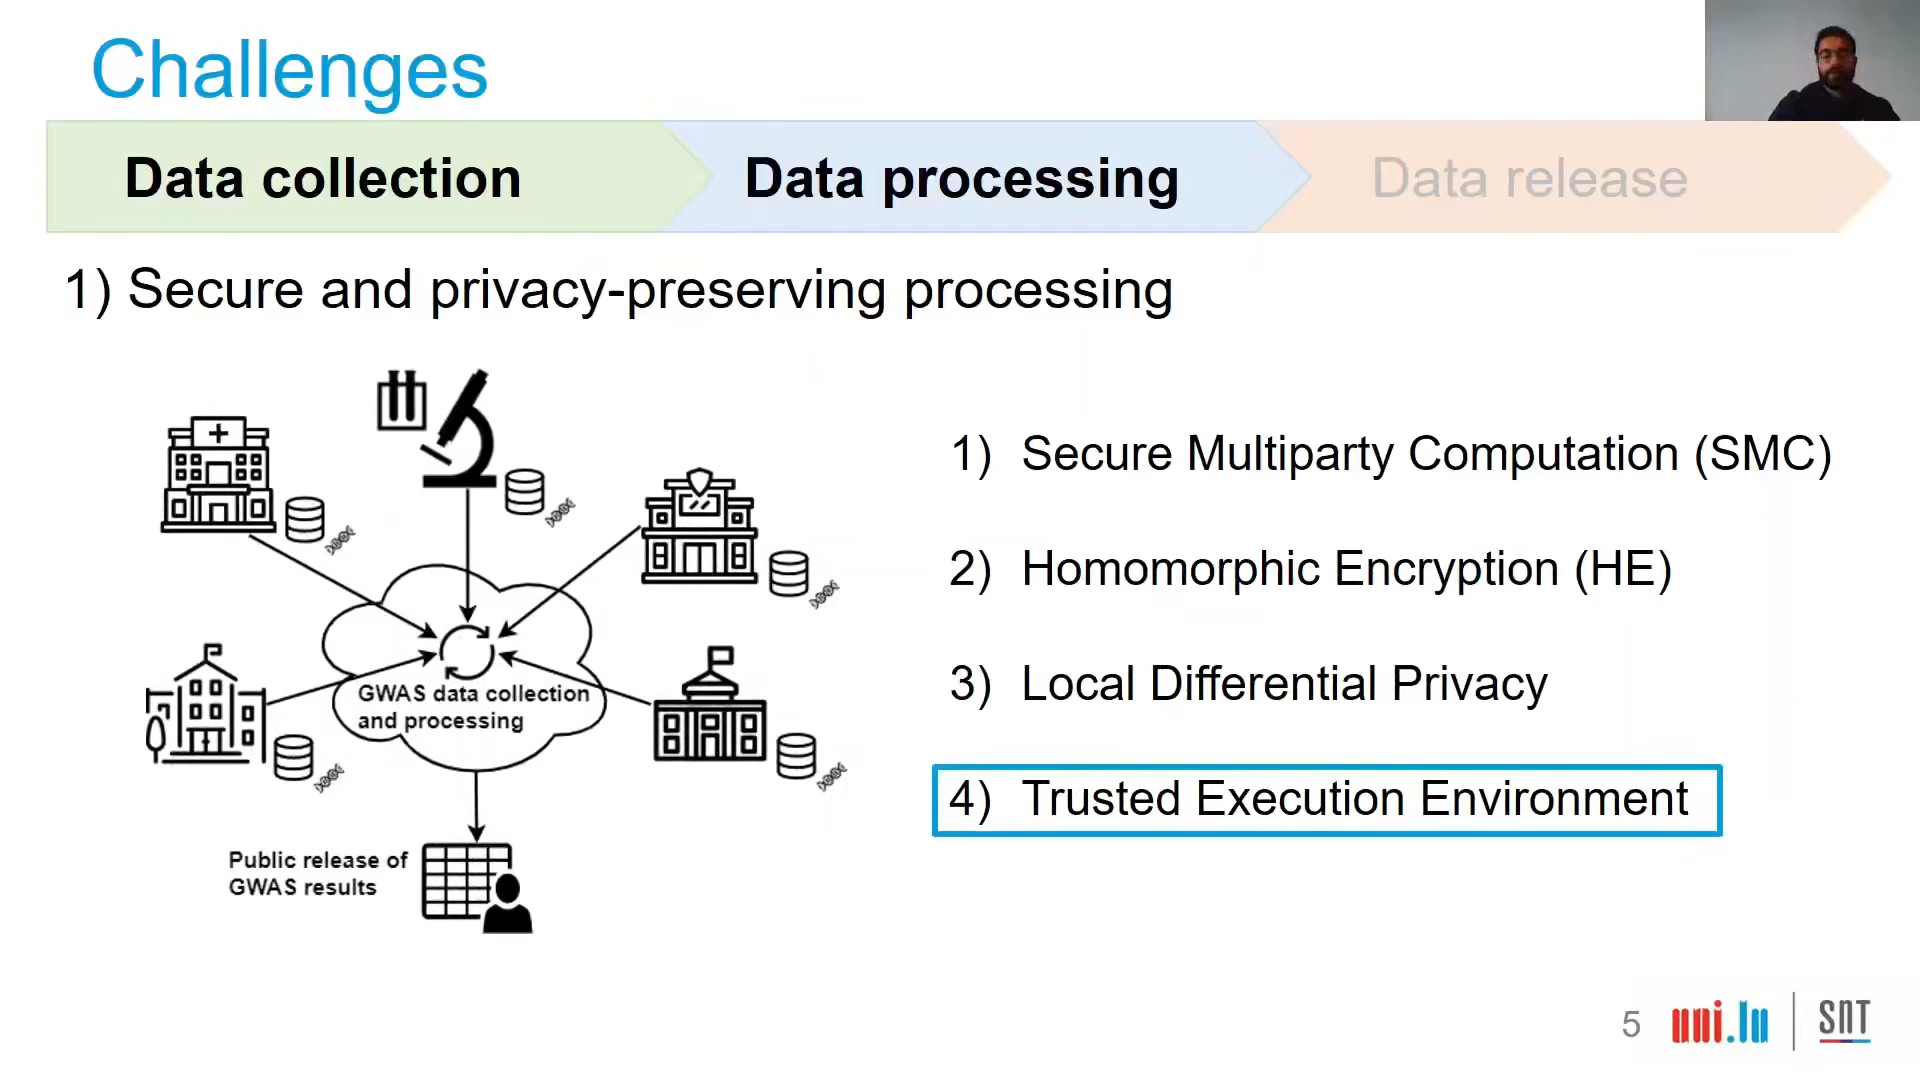 Challenges
Data collection
Data processing
Data release
1) Secure and privacy-preserving processing
GWAS data collection
and processing
Public release of
GWAS results
1) Secure Multiparty Computation (SMC)
2) Homomorphic Encryption (HE)
3) Local Differential Privacy
4) Trusted Execution Environment
5
uni.lu
SNT